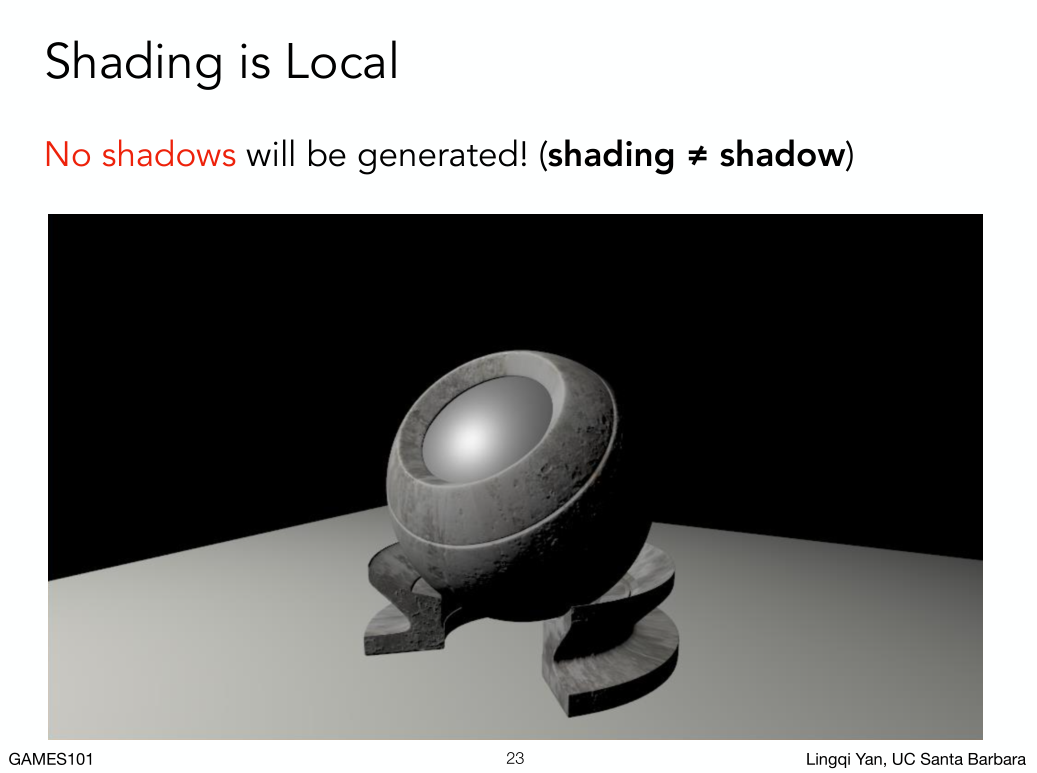 Shading is Local
No shadows will be generated! (shading ≠ shadow)
GAMES101
23
Lingqi Yan, UC Santa Barbara